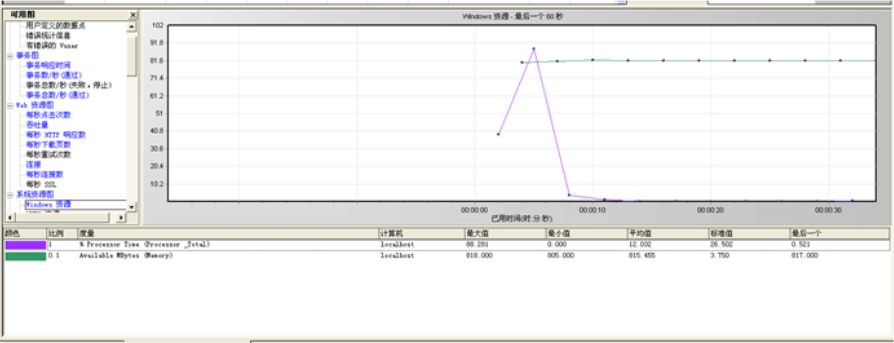 可用图
Windows 资源 - 最后一个 60 秒
用户定义的数据点
错误统计信息
有错误的 Vuser
事务图
事务响应时间
事务数/秒(通过)
事务总数/秒(失败,停止)
事务总数/秒(通过)
Web 资源图
每秒点击次数
吞吐量
每秒 HTTP 响应数
每秒下载页数
每秒重试次数
连接
每秒连接数
每秒 SSL
系统资源图
Windows 资源
102
91.8
81.6
71.4
61.2
51
40.8
30.6
20.4
10.2
00:00:00
00:00:10
00:00:20
00:00:30
已用时间(时:分:秒)
颜色 比例 度量 计算机 最大值 最小值 平均值 标准值 最后一个
1 % Processor Time (Processor _Total) localhost 88.281 0.000 12.032 26.502 0.521
0.1 Available MBytes (Memory) localhost 818.000 805.000 815.455 3.750 817.000